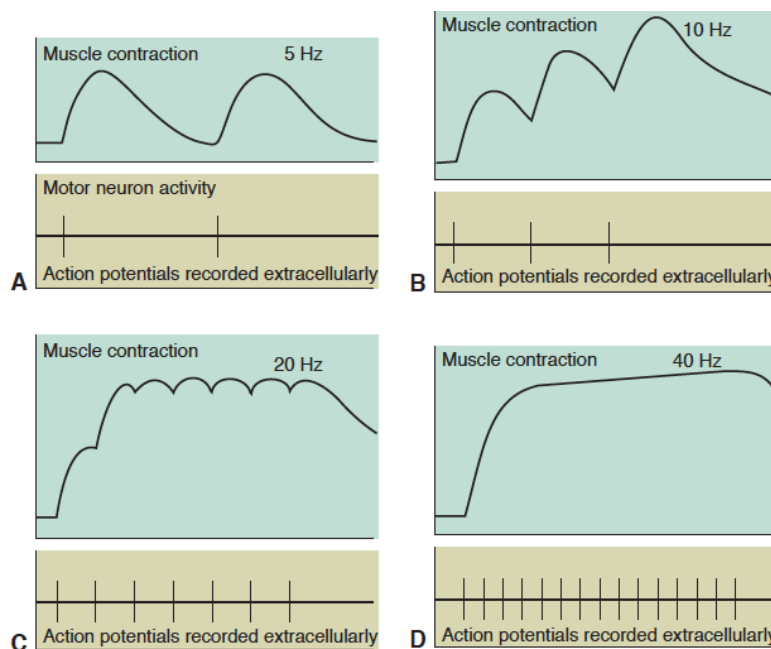 Muscle contraction 5 Hz
Motor neuron activity
Action potentials recorded extracellularly
A
Muscle contraction 10 Hz
Action potentials recorded extracellularly
B
Muscle contraction 20 Hz
Action potentials recorded extracellularly
C
Muscle contraction 40 Hz
Action potentials recorded extracellularly
D